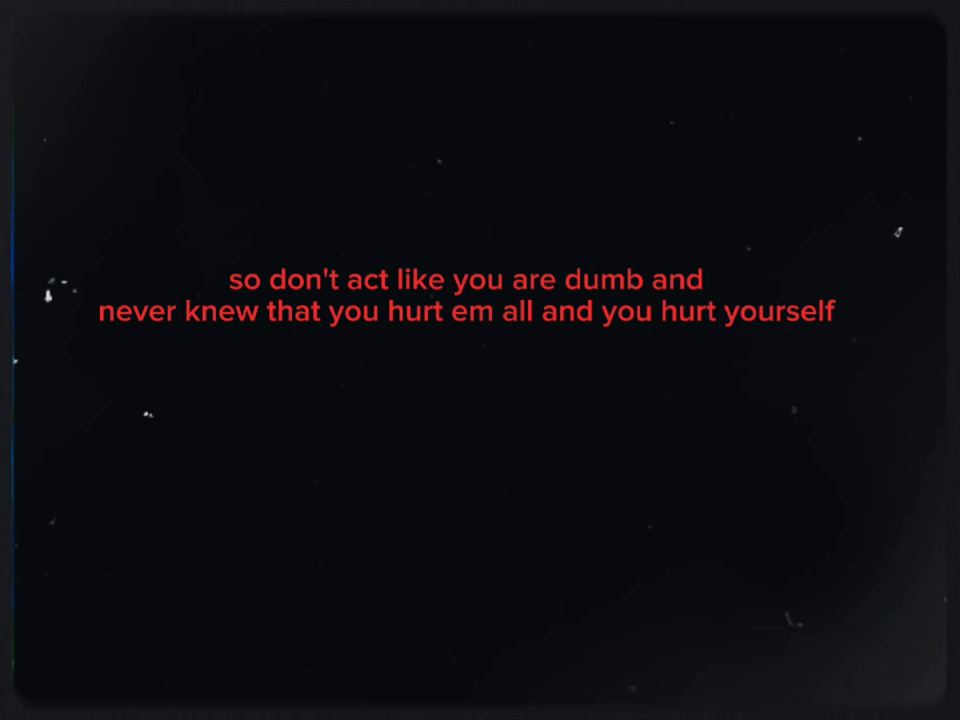 so don't act like you are dumb and
never knew that you hurt em all and you hurt yourself